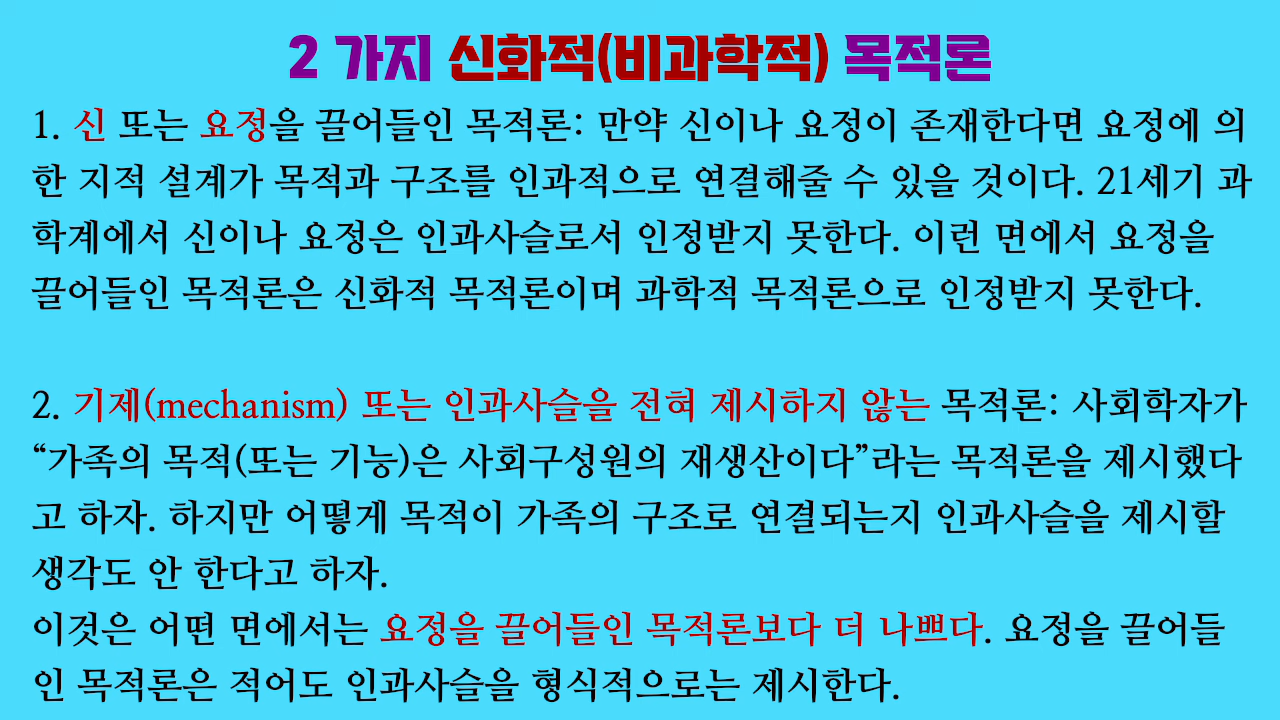 2 가지 신화적(비과학적) 목적론
1. 신 또는 요정을 끌어들인 목적론: 만약 신이나 요정이 존재한다면 요정에 의
한 지적 설계가 목적과 구조를 인과적으로 연결해줄 수 있을 것이다. 21세기 과
학계에서 신이나 요정은 인과사슬로서 인정받지 못한다. 이런 면에서 요정을
끌어들인 목적론은 신화적 목적론이며 과학적 목적론으로 인정받지 못한다.
2. 기제(mechanism) 또는 인과사슬을 전혀 제시하지 않는 목적론: 사회학자가
“가족의 목적(또는 기능)은 사회구성원의 재생산이다”라는 목적론을 제시했다
고 하자. 하지만 어떻게 목적이 가족의 구조로 연결되는지 인과사슬을 제시할
생각도 안 한다고 하자.
이것은 어떤 면에서는 요정을 끌어들인 목적론보다 더 나쁘다. 요정을 끌어들
인 목적론은 적어도 인과사슬을 형식적으로는 제시한다.